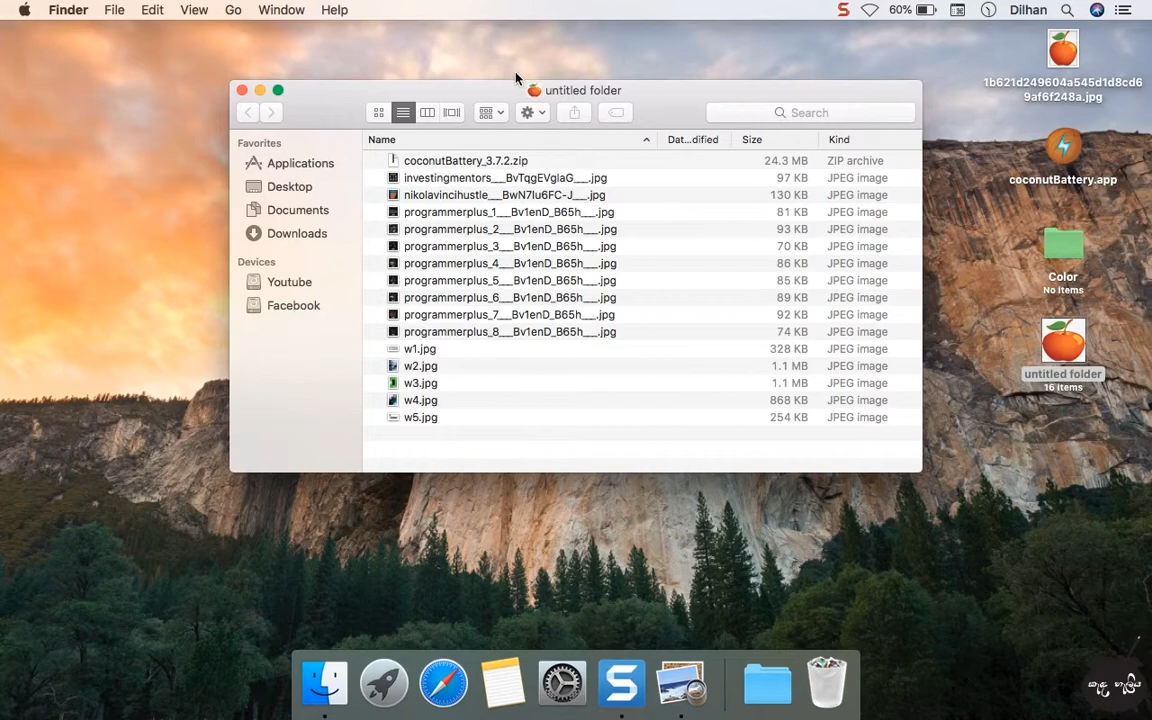 Finder File Edit View Go Window Help
60%
Dilhan
untitled folder
Search
Favorites
Applications
Desktop
Documents
Downloads
Devices
Youtube
Facebook
Name Dat...dified Size Kind
coconutBattery_3.7.2.zip 24.3 MB ZIP archive
investingmentors___BvTqgEVglaG___.jpg 97 KB JPEG image
nikolavincihustle___BwN7Iu6FC-J___.jpg 130 KB JPEG image
programmerplus_1___Bv1enD_B65h___.jpg 81 KB JPEG image
programmerplus_2___Bv1enD_B65h___.jpg 93 KB JPEG image
programmerplus_3___Bv1enD_B65h___.jpg 70 KB JPEG image
programmerplus_4___Bv1enD_B65h___.jpg 86 KB JPEG image
programmerplus_5___Bv1enD_B65h___.jpg 85 KB JPEG image
programmerplus_6___Bv1enD_B65h___.jpg 89 KB JPEG image
programmerplus_7___Bv1enD_B65h___.jpg 92 KB JPEG image
programmerplus_8___Bv1enD_B65h___.jpg 74 KB JPEG image
w1.jpg 328 KB JPEG image
w2.jpg 1.1 MB JPEG image
w3.jpg 1.1 MB JPEG image
w4.jpg 868 KB JPEG image
w5.jpg 254 KB JPEG image
1b621d249604a545d1d8cd6
9af6f248a.jpg
coconutBattery.app
Color
No items
untitled folder
16 items